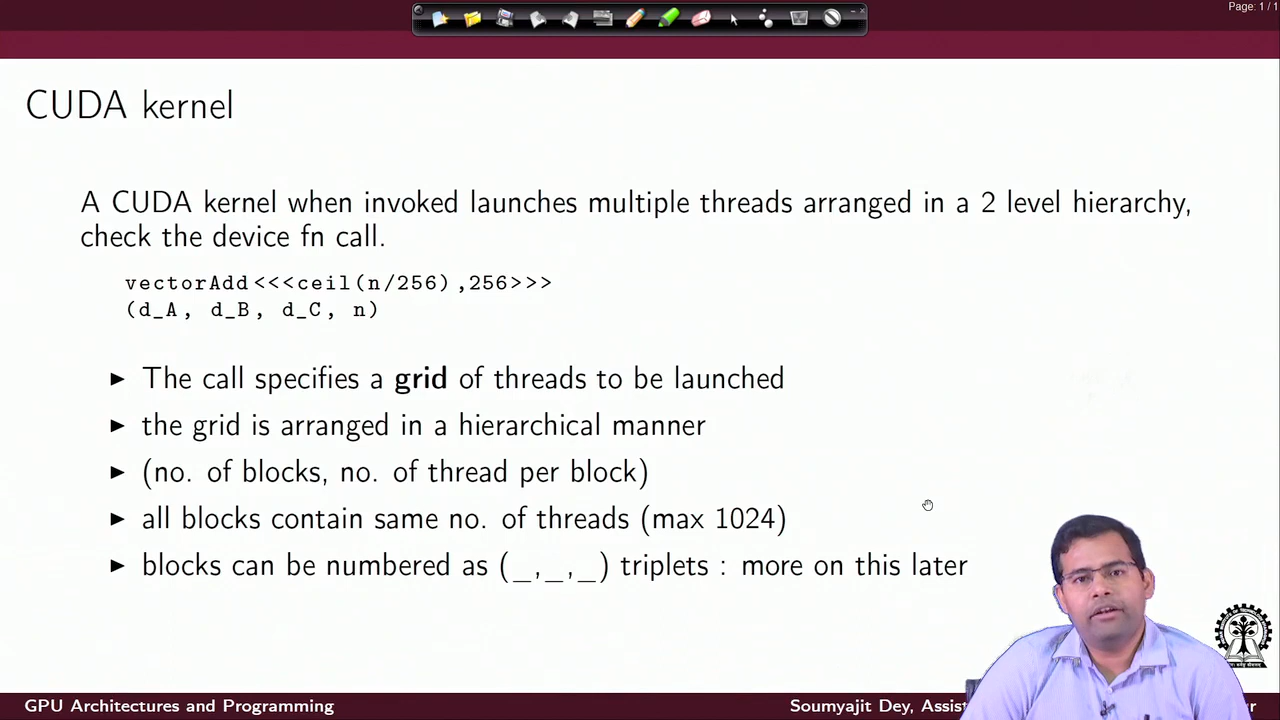 Page: 1 / 1
CUDA kernel
A CUDA kernel when invoked launches multiple threads arranged in a 2 level hierarchy,
check the device fn call.
vectorAdd<<<ceil(n/256),256>>>
(d_A, d_B, d_C, n)
► The call specifies a grid of threads to be launched
► the grid is arranged in a hierarchical manner
► (no. of blocks, no. of thread per block)
► all blocks contain same no. of threads (max 1024)
► blocks can be numbered as (_,_,_) triplets : more on this later
GPU Architectures and Programming
Soumyajit Dey, Assist